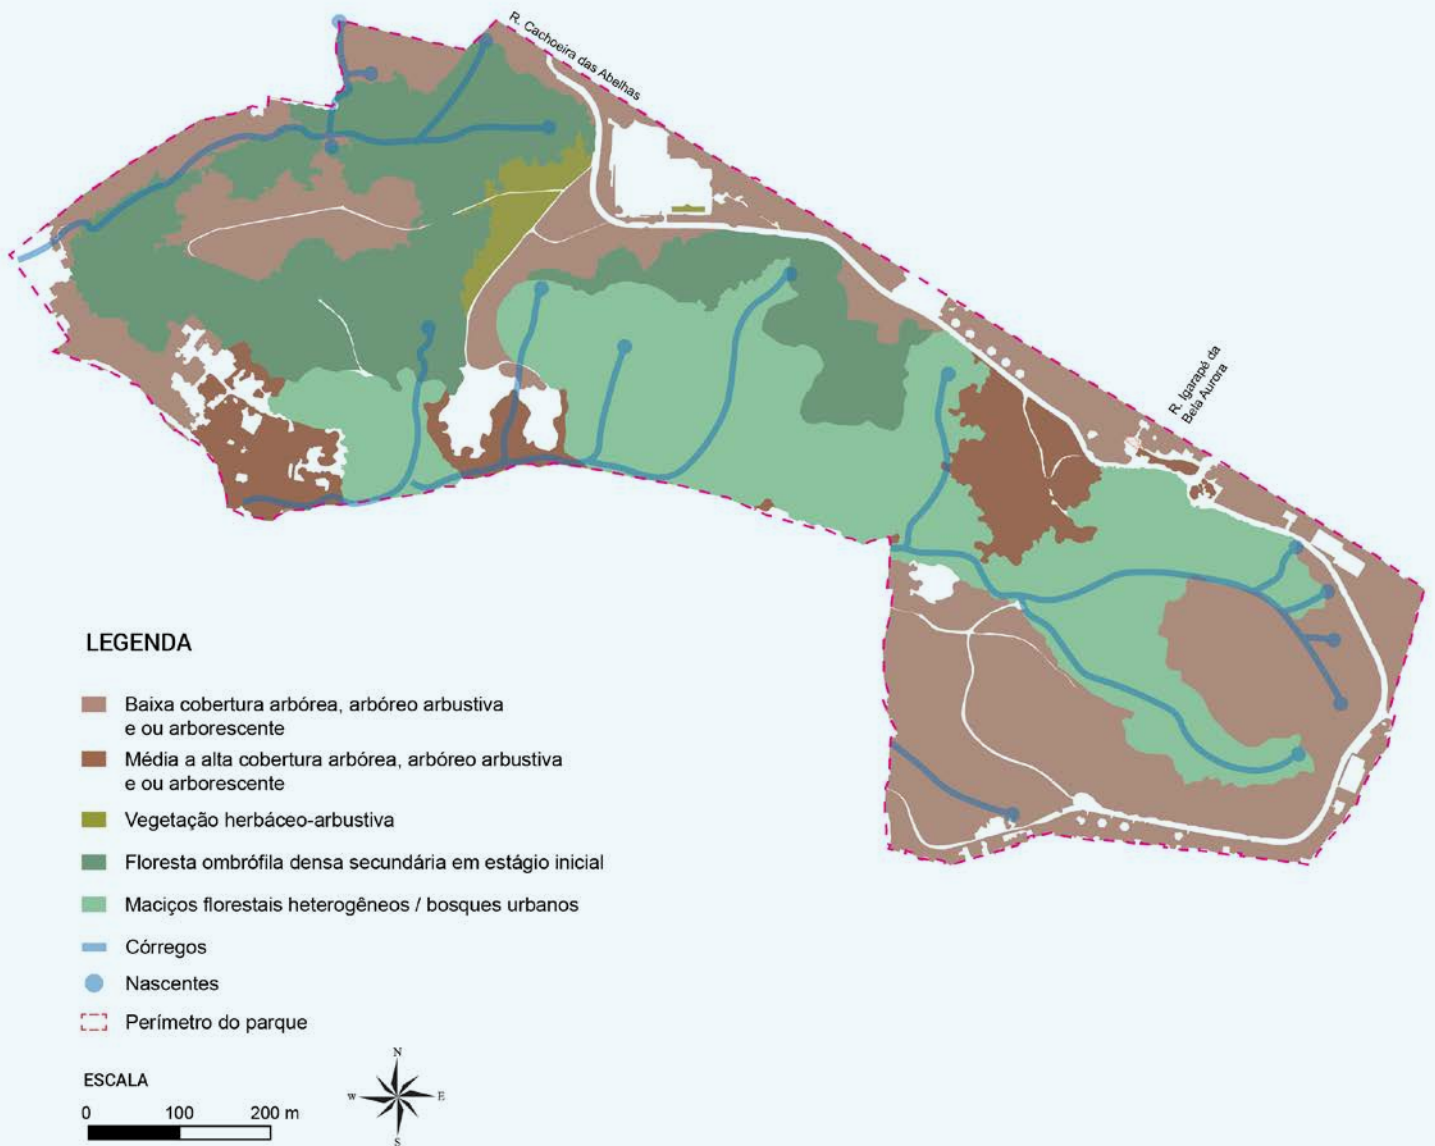 R. Cachoeira das Abelhas
R. Igarapé da
Bela Aurora
LEGENDA
Baixa cobertura arbórea, arbóreo arbustiva
e ou arborescente
Média a alta cobertura arbórea, arbóreo arbustiva
e ou arborescente
Vegetação herbáceo-arbustiva
Floresta ombrófila densa secundária em estágio inicial
Maciços florestais heterogêneos / bosques urbanos
Córregos
Nascentes
Perímetro do parque
ESCALA
0 100 200 m
N
W E
S